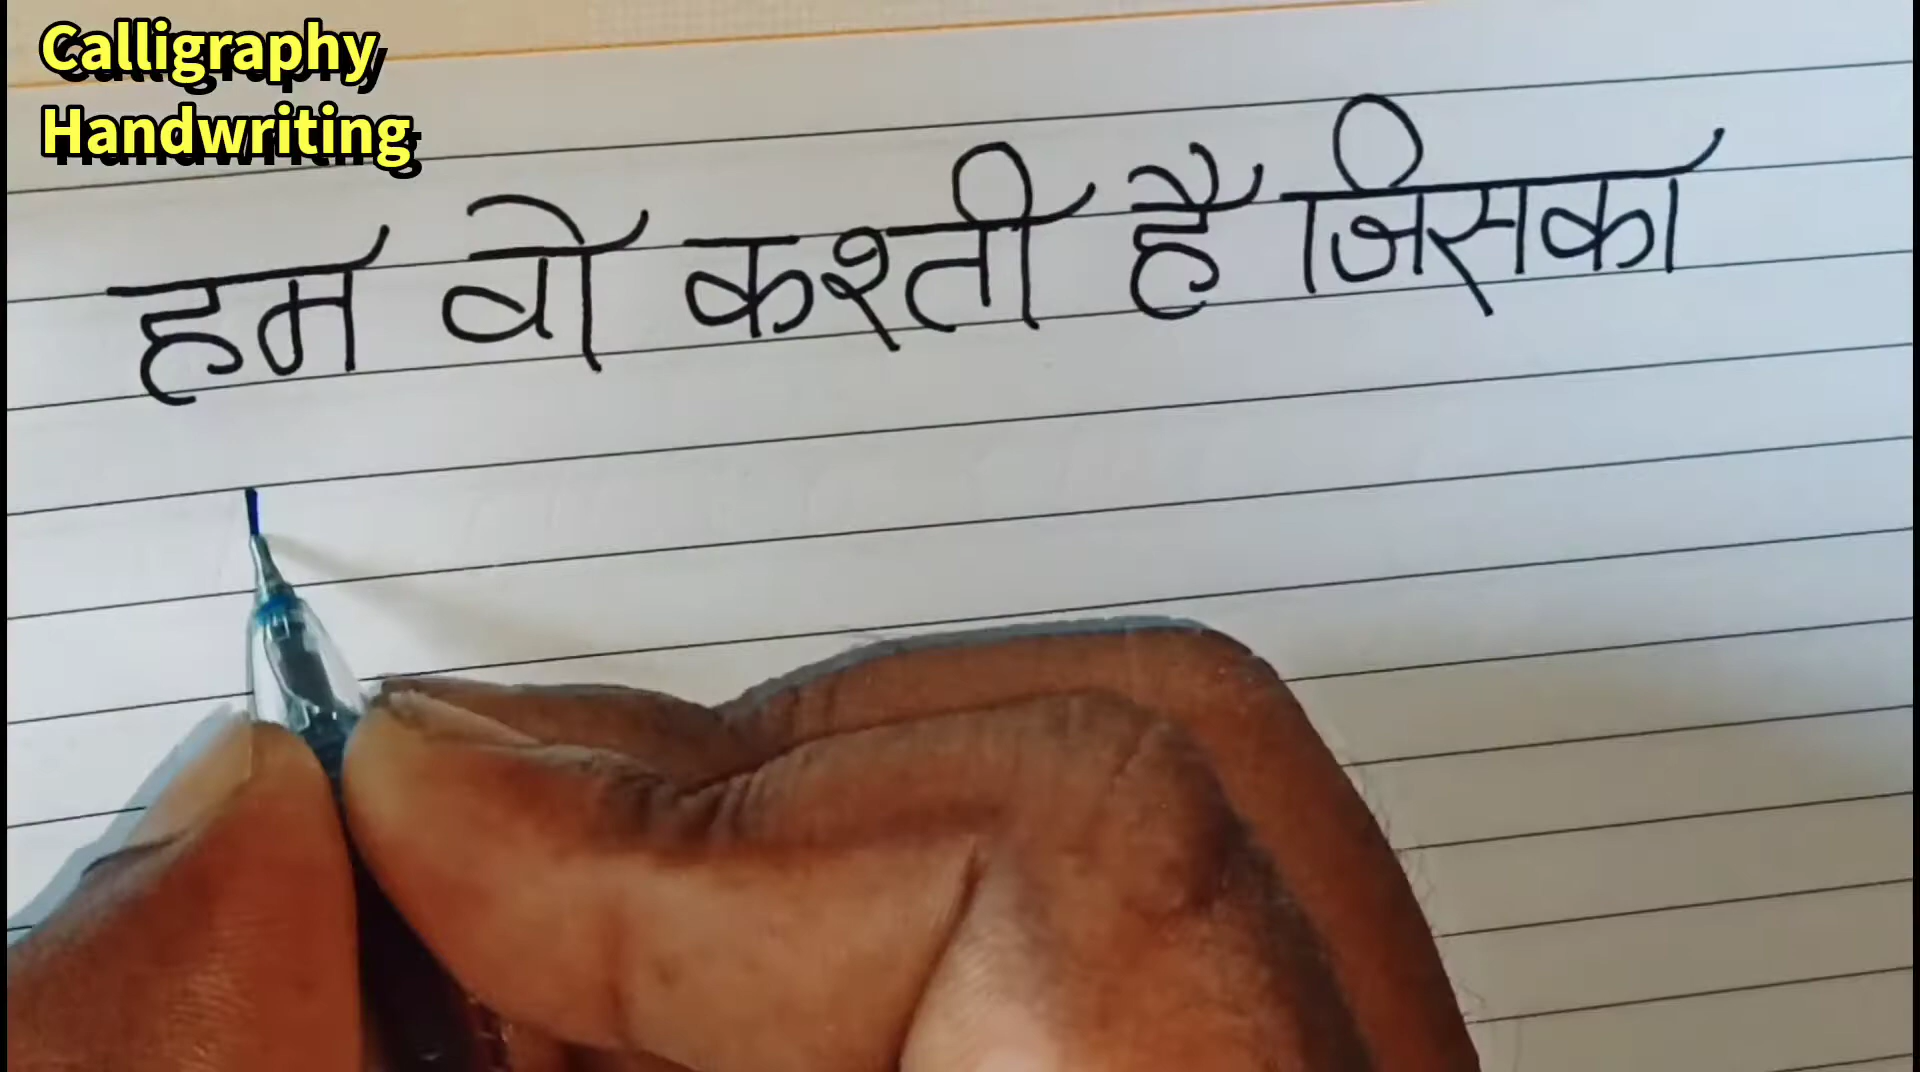 Calligraphy
Handwriting
हम वो कश्ती है जिसका